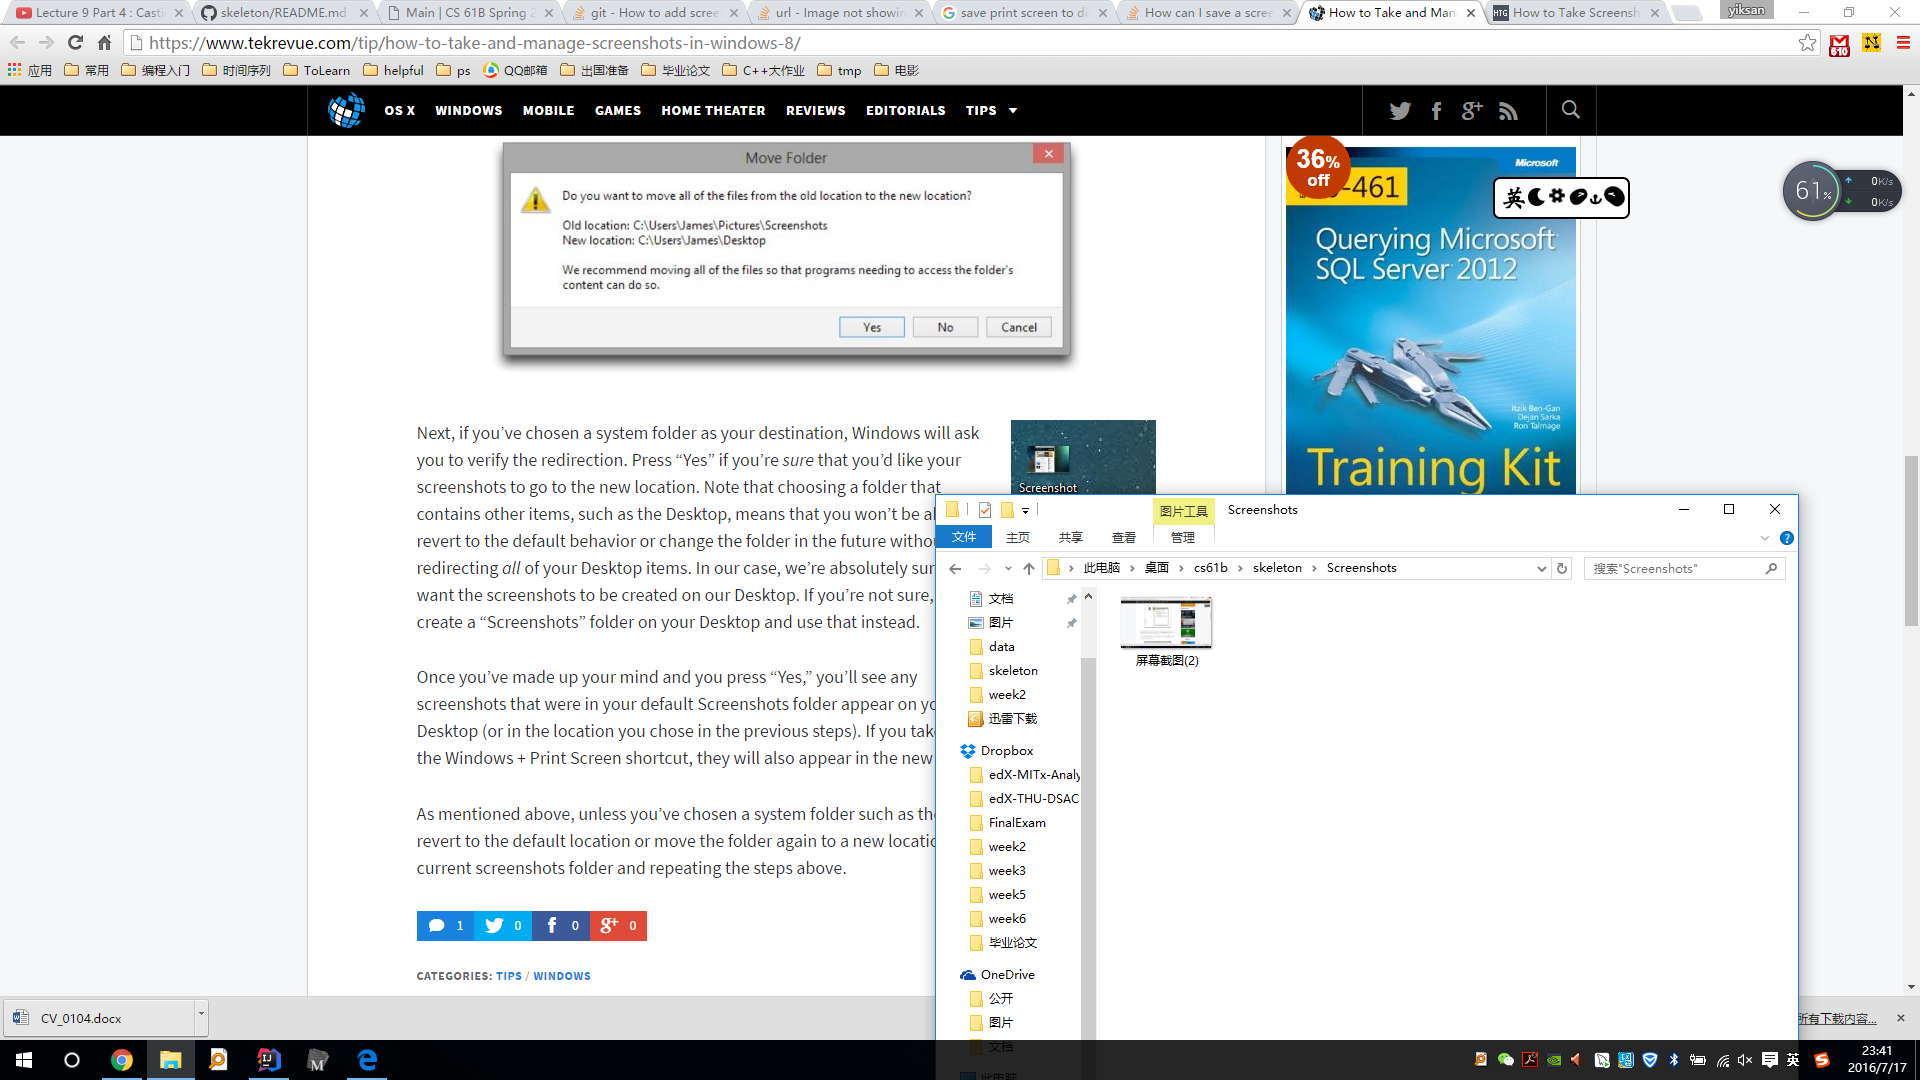 Lecture 9 Part 4 : Casti
skeleton/README.md
Main | CS 61B Spring 2
git - How to add scree
url - Image not showin
save print screen to di
How can I save a scree
How to Take and Man
HTG How to Take Screensh
yiksan
https://www.tekrevue.com/tip/how-to-take-and-manage-screenshots-in-windows-8/
610
应用 常用 编程入门 时间序列 ToLearn helpful ps QQ邮箱 出国准备 毕业论文 C++大作业 tmp 电影
OS X WINDOWS MOBILE GAMES HOME THEATER REVIEWS EDITORIALS TIPS
Move Folder
Do you want to move all of the files from the old location to the new location?
Old location: C:\Users\James\Pictures\Screenshots
New location: C:\Users\James\Desktop
We recommend moving all of the files so that programs needing to access the folder's
content can do so.
Yes No Cancel
36% off
-461
Microsoft
Querying Microsoft
SQL Server 2012
Itzik Ben-Gan
Dejan Sarka
Ron Talmage
Training Kit
英
61%
0K/s
0K/s
Next, if you’ve chosen a system folder as your destination, Windows will ask
you to verify the redirection. Press “Yes” if you’re sure that you’d like your
screenshots to go to the new location. Note that choosing a folder that
contains other items, such as the Desktop, means that you won’t be a
revert to the default behavior or change the folder in the future witho
redirecting all of your Desktop items. In our case, we’re absolutely sur
want the screenshots to be created on our Desktop. If you’re not sure,
create a “Screenshots” folder on your Desktop and use that instead.
Once you’ve made up your mind and you press “Yes,” you’ll see any
screenshots that were in your default Screenshots folder appear on yo
Desktop (or in the location you chose in the previous steps). If you take
the Windows + Print Screen shortcut, they will also appear in the new
As mentioned above, unless you’ve chosen a system folder such as the
revert to the default location or move the folder again to a new locatio
current screenshots folder and repeating the steps above.
1 0 0 0
CATEGORIES: TIPS / WINDOWS
Screenshot
图片工具 Screenshots
文件 主页 共享 查看 管理
此电脑 桌面 cs61b skeleton Screenshots
搜索"Screenshots"
文档
图片
data
skeleton
week2
迅雷下载
Dropbox
edX-MITx-Analy
edX-THU-DSAC
FinalExam
week2
week3
week5
week6
毕业论文
OneDrive
公开
图片
文档
此电脑
屏幕截图(2)
CV_0104.docx
所有下载内容...
英
23:41
2016/7/17